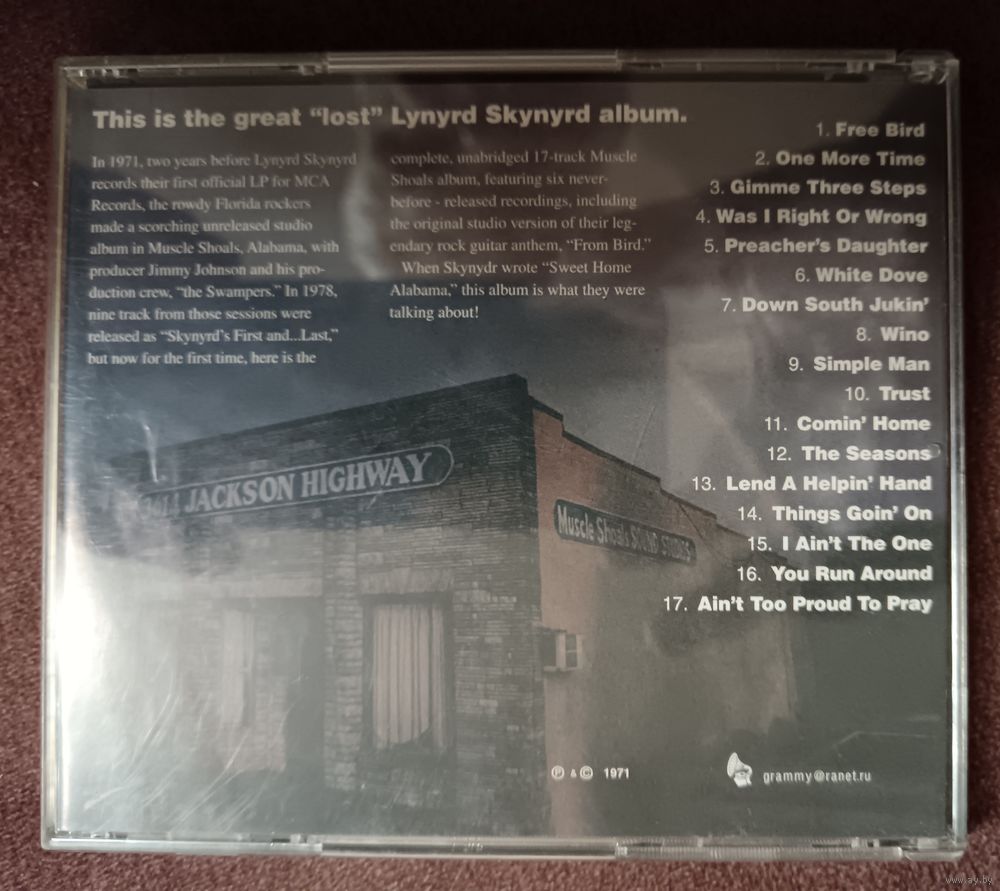 This is the great “lost” Lynyrd Skynyrd album.
In 1971, two years before Lynyrd Skynyrd
records their first official LP for MCA
Records, the rowdy Florida rockers
made a scorching unreleased studio
album in Muscle Shoals, Alabama, with
producer Jimmy Johnson and his pro-
duction crew, “the Swampers.” In 1978,
nine track from those sessions were
released as “Skynyrd’s First and...Last,”
but now for the first time, here is the
complete, unabridged 17-track Muscle
Shoals album, featuring six never-
before - released recordings, including
the original studio version of their leg-
endary rock guitar anthem, “From Bird.”
When Skynydr wrote “Sweet Home
Alabama,” this album is what they were
talking about!
1. Free Bird
2. One More Time
3. Gimme Three Steps
4. Was I Right Or Wrong
5. Preacher’s Daughter
6. White Dove
7. Down South Jukin’
8. Wino
9. Simple Man
10. Trust
11. Comin’ Home
12. The Seasons
13. Lend A Helpin’ Hand
14. Things Goin’ On
15. I Ain’t The One
16. You Run Around
17. Ain’t Too Proud To Pray
3614 JACKSON HIGHWAY
Muscle Shoals SOUND STUDIOS
℗ & © 1971
grammy@ranet.ru
www.ay.by